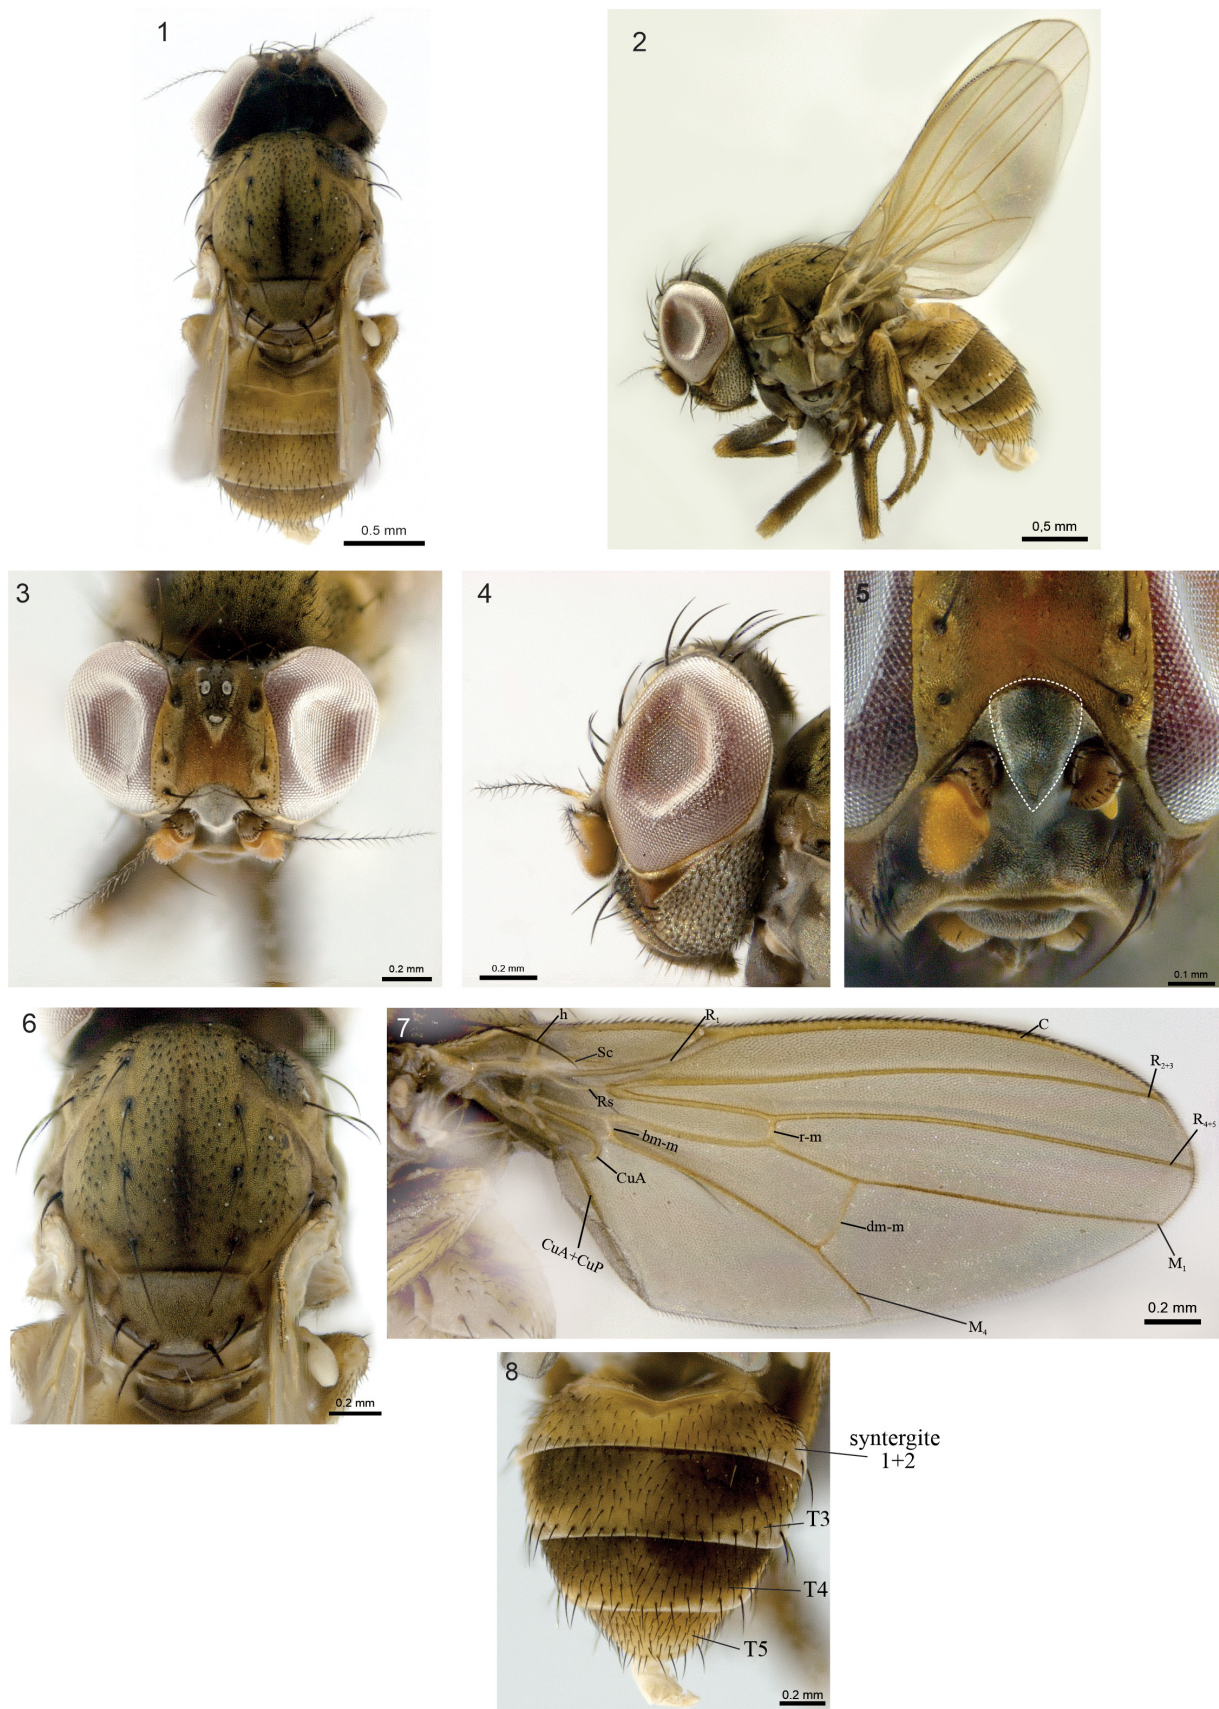 1
0.5 mm
2
0,5 mm
3
0.2 mm
4
0.2 mm
5
0.1 mm
6
0.2 mm
7
h
R₁
C
Sc
R₂₊₃
Rs
bm-m
r-m
R₄₊₅
CuA
dm-m
CuA+CuP
M₁
M₄
0.2 mm
8
syntergite
1+2
T3
T4
T5
0.2 mm